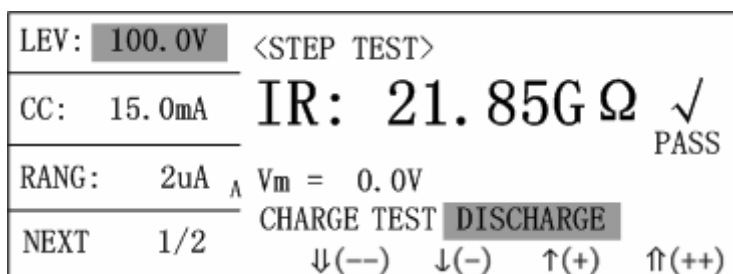 LEV: 100.0V
CC: 15.0mA
RANG: 2uA A
NEXT 1/2
<STEP TEST>
IR: 21.85GΩ √
PASS
Vm = 0.0V
CHARGE TEST DISCHARGE
⇓(--) ↓(-) ↑(+) ⇑(++)